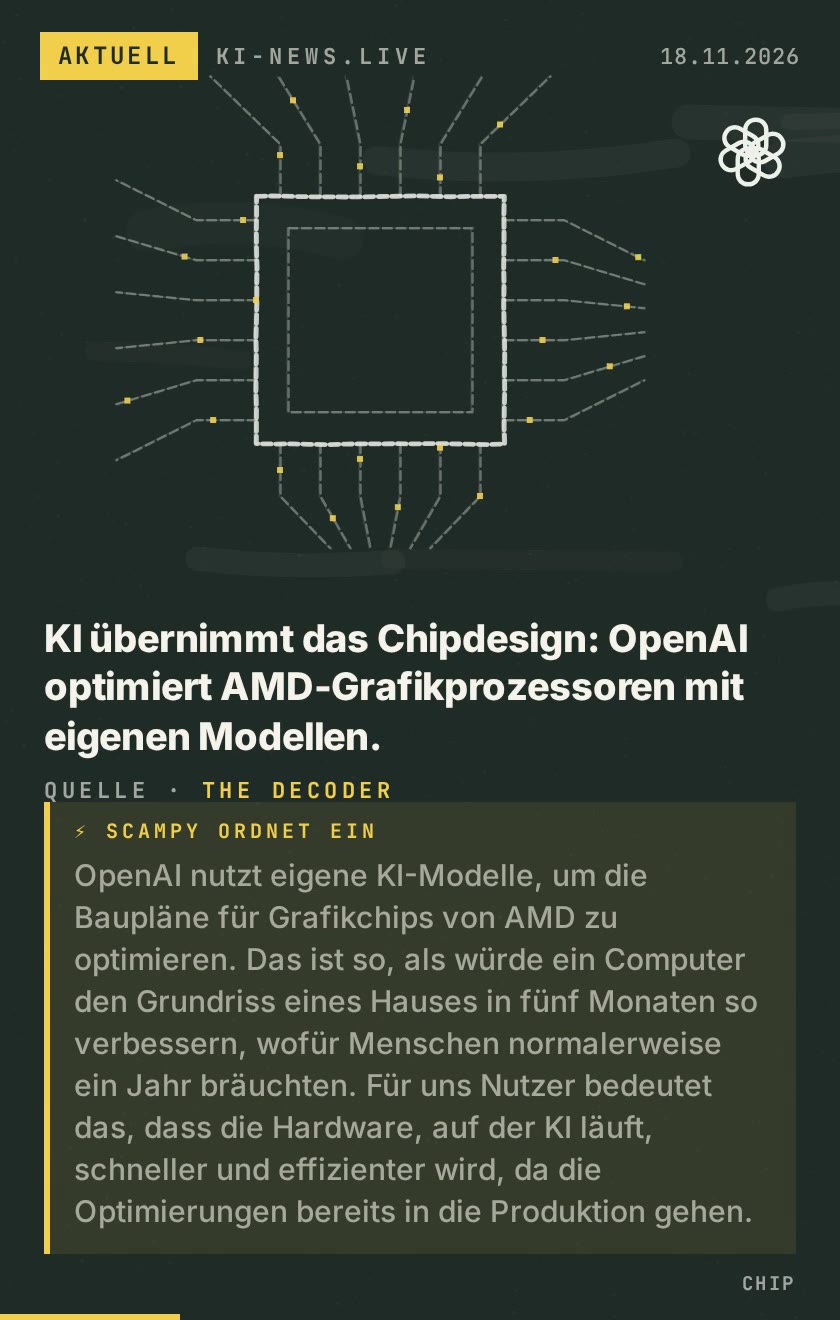 AKTUELL KI-NEWS.LIVE 18.11.2026
KI übernimmt das Chipdesign: OpenAI
optimiert AMD-Grafikprozessoren mit
eigenen Modellen.
QUELLE · THE DECODER
⚡ SCAMPY ORDNET EIN
OpenAI nutzt eigene KI-Modelle, um die
Baupläne für Grafikchips von AMD zu
optimieren. Das ist so, als würde ein Computer
den Grundriss eines Hauses in fünf Monaten so
verbessern, wofür Menschen normalerweise
ein Jahr bräuchten. Für uns Nutzer bedeutet
das, dass die Hardware, auf der KI läuft,
schneller und effizienter wird, da die
Optimierungen bereits in die Produktion gehen.
CHIP